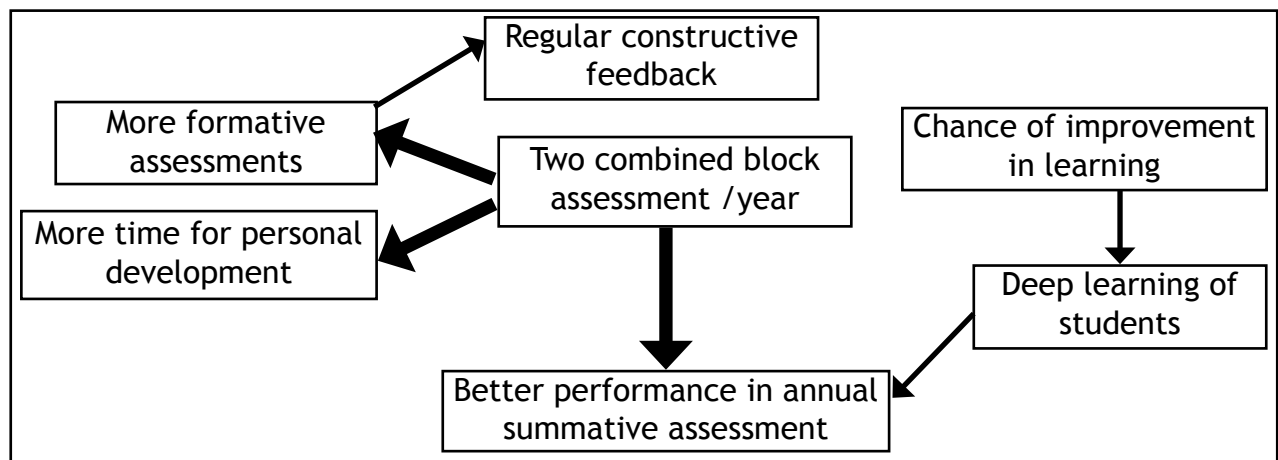 Regular constructive
feedback
More formative
assessments
Chance of improvement
in learning
Two combined block
assessment /year
More time for personal
development
Deep learning of
students
Better performance in annual
summative assessment